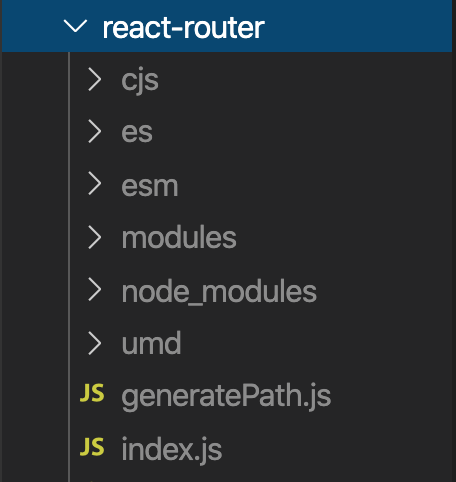 react-router
cjs
es
esm
modules
node_modules
umd
JS generatePath.js
JS index.js